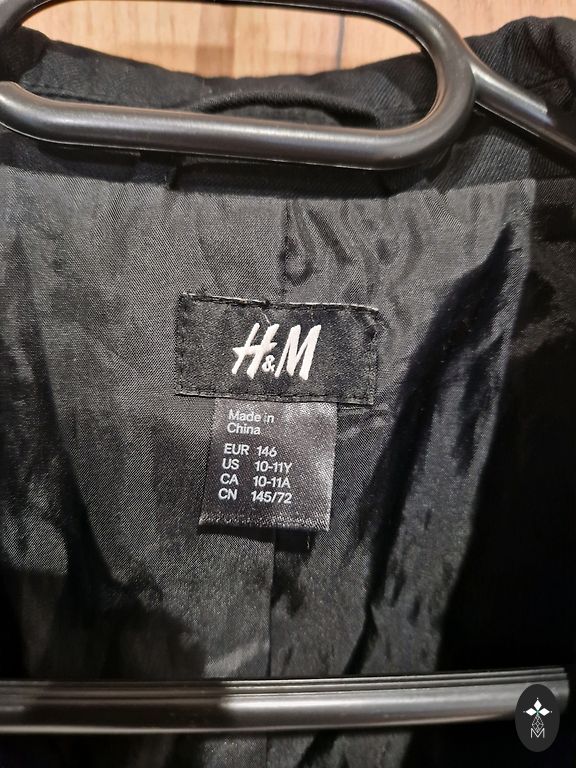 H&M
Made in
China
EUR 146
US 10-11Y
CA 10-11A
CN 145/72
M